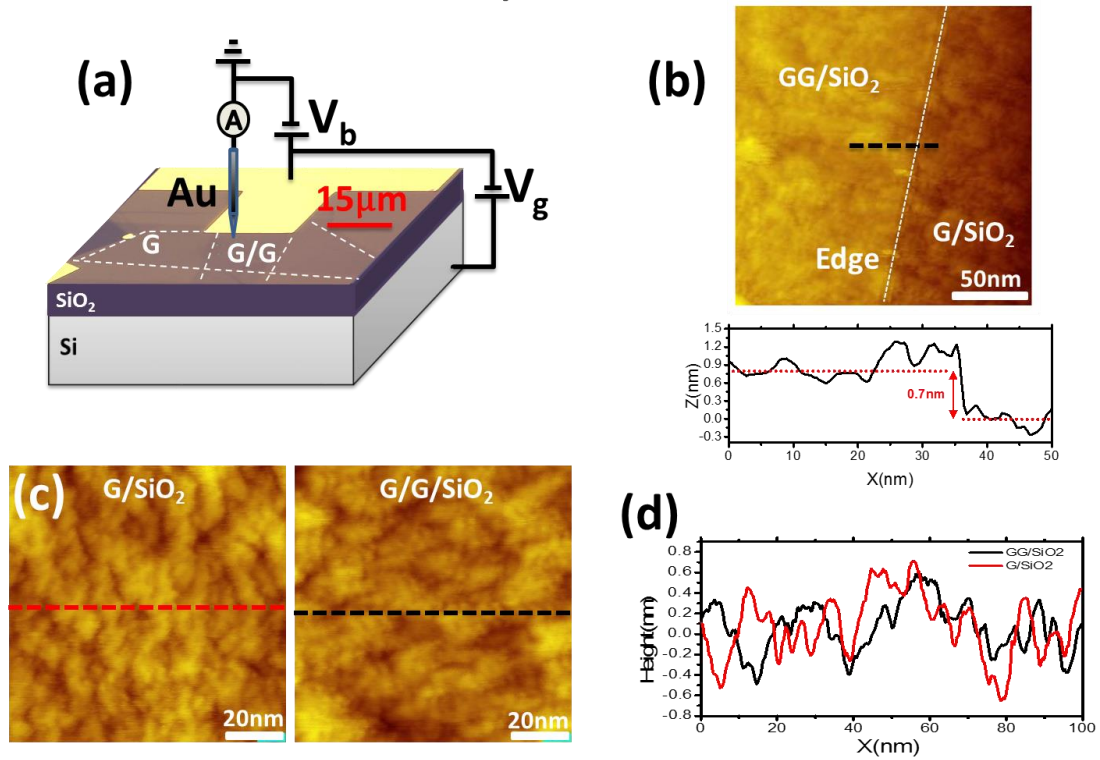 (a)
A
V_b
Au
15μm
V_g
G
G/G
SiO₂
Si
(b)
GG/SiO₂
G/SiO₂
Edge
50nm
1.5
1.2
0.9
0.6
0.3
0.0
-0.3
Z(nm)
0.7nm
0 10 20 30 40 50
X(nm)
(c)
G/SiO₂
20nm
G/G/SiO₂
20nm
(d)
0.8
0.6
0.4
0.2
0.0
-0.2
-0.4
-0.6
-0.8
Height(nm)
GG/SiO2
G/SiO2
0 20 40 60 80 100
X(nm)